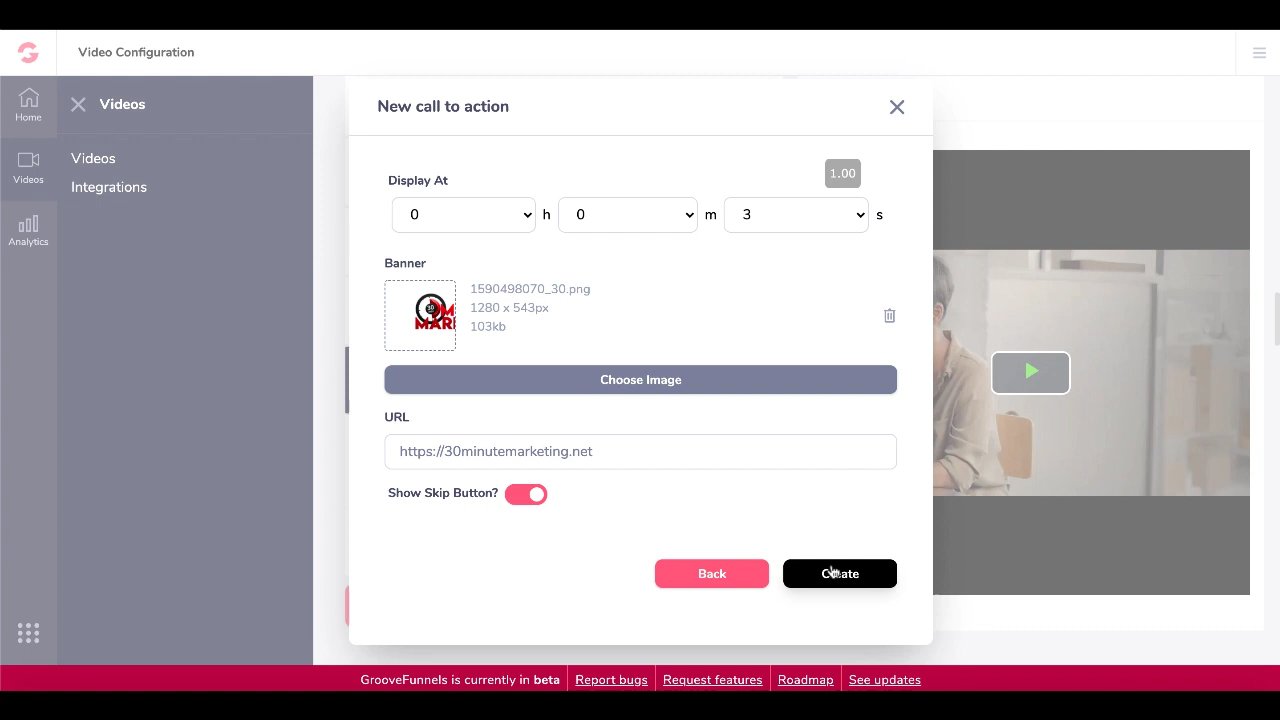 Video Configuration
Home
Videos
Analytics
Videos
Videos
Integrations
New call to action
1.00
Display At
0 h 0 m 3 s
Banner
30
MARI
1590498070_30.png
1280 x 543px
103kb
Choose Image
URL
https://30minutemarketing.net
Show Skip Button?
Back
Create
GrooveFunnels is currently in beta Report bugs Request features Roadmap See updates